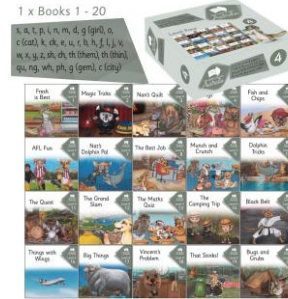 1 x Books 1 - 20
s, a, t, p, i, n, m, d, g (girl), o,
c (cat), k, ck, e, u, r, b, h, f, l, j, v,
w, x, y, z, sh, ch, th (them), th (thin),
qu, ng, wh, ph, g (gem), c (city)
4
Fresh is Best
Magic Tricks
Nan's Quilt
Fish and Chips
AFL Fun
Nat's Dolphin Pal
The Best Job
Munch and Crunch
Dolphin Tricks
The Quest
The Grand Slam
The Maths Quiz
The Camping Trip
Black Belt
Things with Wings
Big Things
Vincent's Problem
That Stinks!
Bugs and Grubs